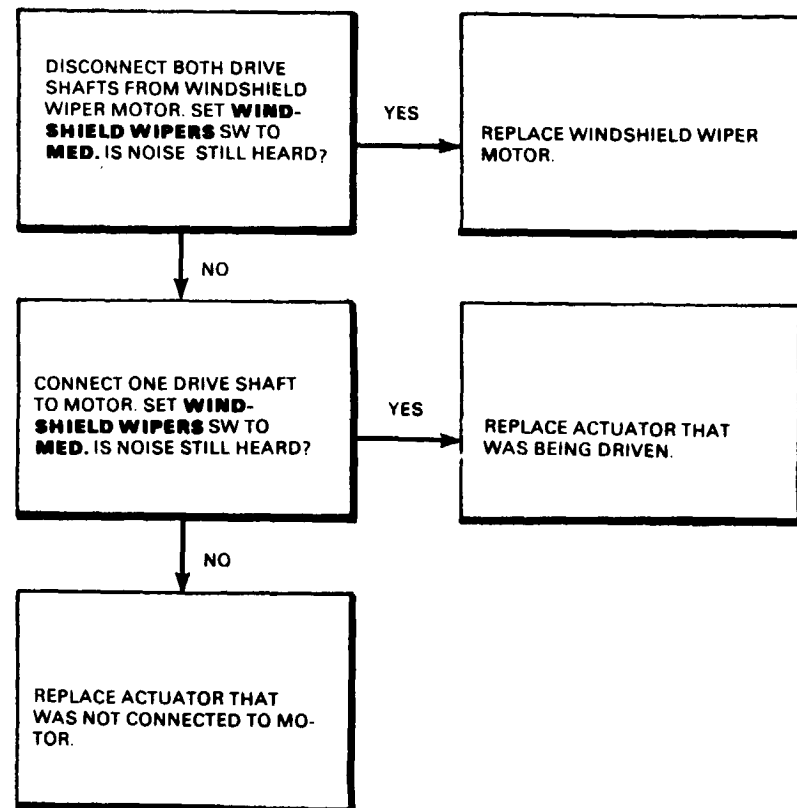 DISCONNECT BOTH DRIVE
SHAFTS FROM WINDSHIELD
WIPER MOTOR. SET WIND-
SHIELD WIPERS SW TO
MED. IS NOISE STILL HEARD?
YES
REPLACE WINDSHIELD WIPER
MOTOR.
NO
CONNECT ONE DRIVE SHAFT
TO MOTOR. SET WIND-
SHIELD WIPERS SW TO
MED. IS NOISE STILL HEARD?
YES
REPLACE ACTUATOR THAT
WAS BEING DRIVEN.
NO
REPLACE ACTUATOR THAT
WAS NOT CONNECTED TO MO-
TOR.